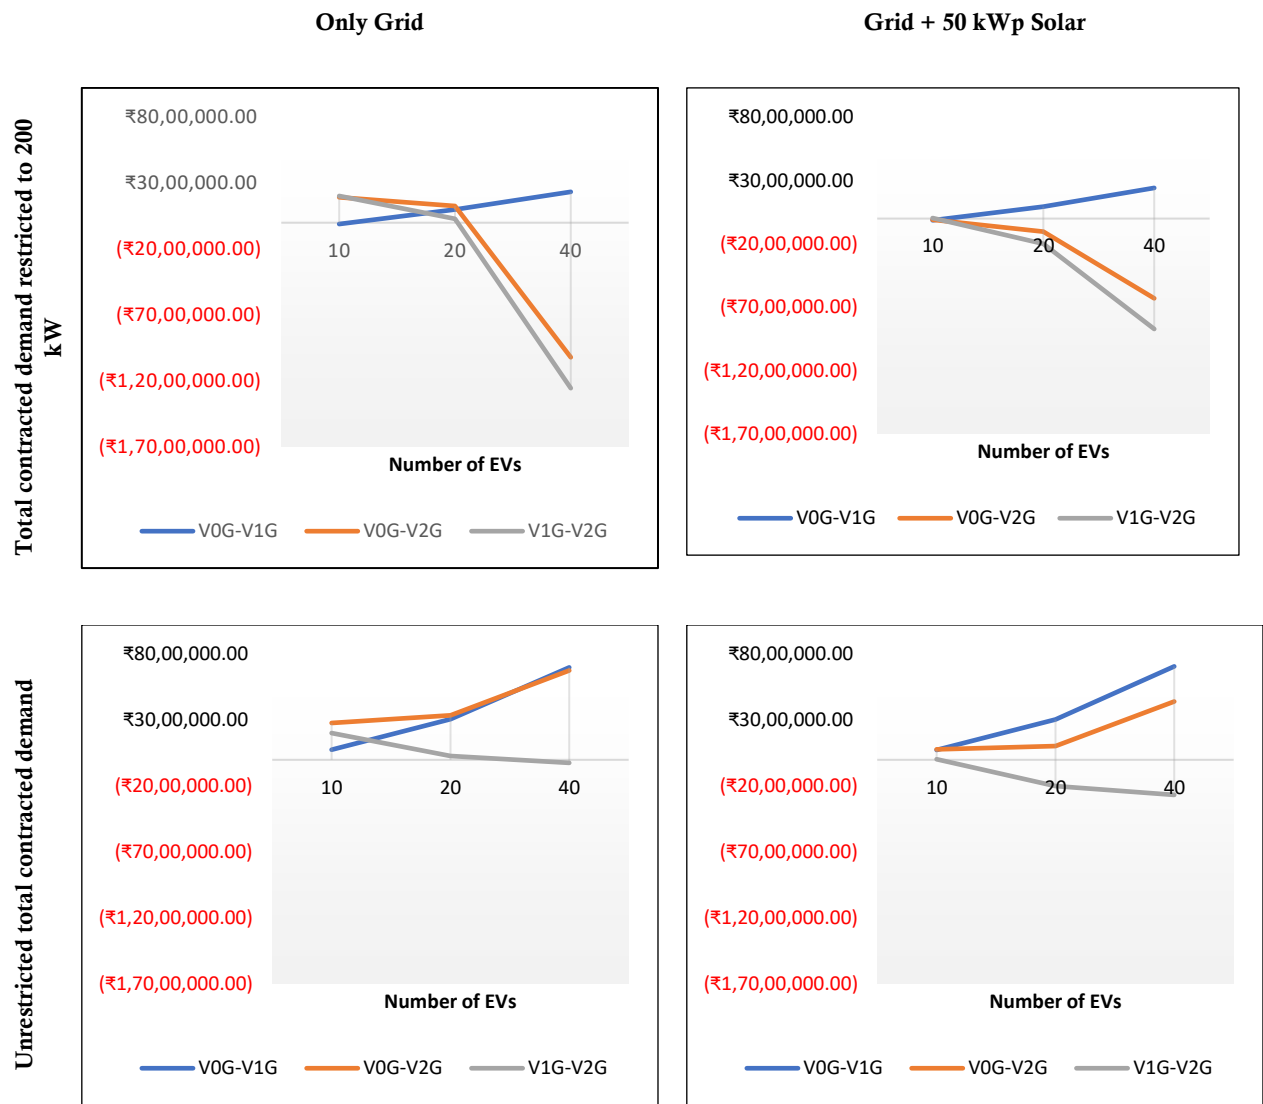 Only Grid
Grid + 50 kWp Solar
Total contracted demand restricted to 200
kW
₹80,00,000.00
₹30,00,000.00
(₹20,00,000.00)
(₹70,00,000.00)
(₹1,20,00,000.00)
(₹1,70,00,000.00)
10
20
40
Number of EVs
V0G-V1G
V0G-V2G
V1G-V2G
₹80,00,000.00
₹30,00,000.00
(₹20,00,000.00)
(₹70,00,000.00)
(₹1,20,00,000.00)
(₹1,70,00,000.00)
10
20
40
Number of EVs
V0G-V1G
V0G-V2G
V1G-V2G
Unrestricted total contracted demand
₹80,00,000.00
₹30,00,000.00
(₹20,00,000.00)
(₹70,00,000.00)
(₹1,20,00,000.00)
(₹1,70,00,000.00)
10
20
40
Number of EVs
V0G-V1G
V0G-V2G
V1G-V2G
₹80,00,000.00
₹30,00,000.00
(₹20,00,000.00)
(₹70,00,000.00)
(₹1,20,00,000.00)
(₹1,70,00,000.00)
10
20
40
Number of EVs
V0G-V1G
V0G-V2G
V1G-V2G